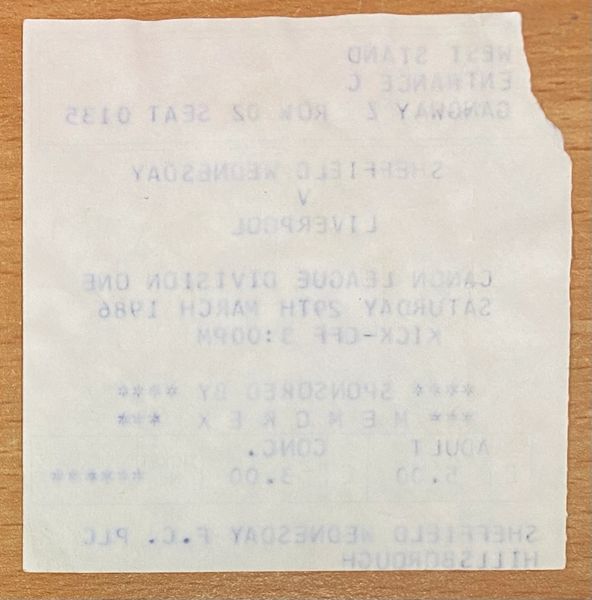 WEST STAND
ENTRANCE C
GANGWAY Z ROW 02 SEAT 0135
SHEFFIELD WEDNESDAY
V
LIVERPOOL
CANON LEAGUE DIVISION ONE
SATURDAY 29TH MARCH 1986
KICK-OFF 3:00PM
**** SPONSORED BY ****
*** M E M O R E X ***
ADULT CONC.
5.00 3.00 ******
SHEFFIELD WEDNESDAY F.C. PLC
HILLSBOROUGH